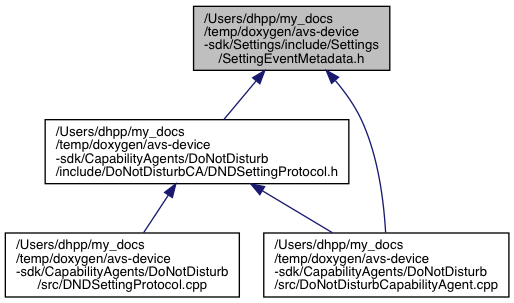 /Users/dhpp/my_docs
/temp/doxygen/avs-device
-sdk/Settings/include/Settings
/SettingEventMetadata.h
/Users/dhpp/my_docs
/temp/doxygen/avs-device
-sdk/CapabilityAgents/DoNotDisturb
/include/DoNotDisturbCA/DNDSettingProtocol.h
/Users/dhpp/my_docs
/temp/doxygen/avs-device
-sdk/CapabilityAgents/DoNotDisturb
/src/DNDSettingProtocol.cpp
/Users/dhpp/my_docs
/temp/doxygen/avs-device
-sdk/CapabilityAgents/DoNotDisturb
/src/DoNotDisturbCapabilityAgent.cpp